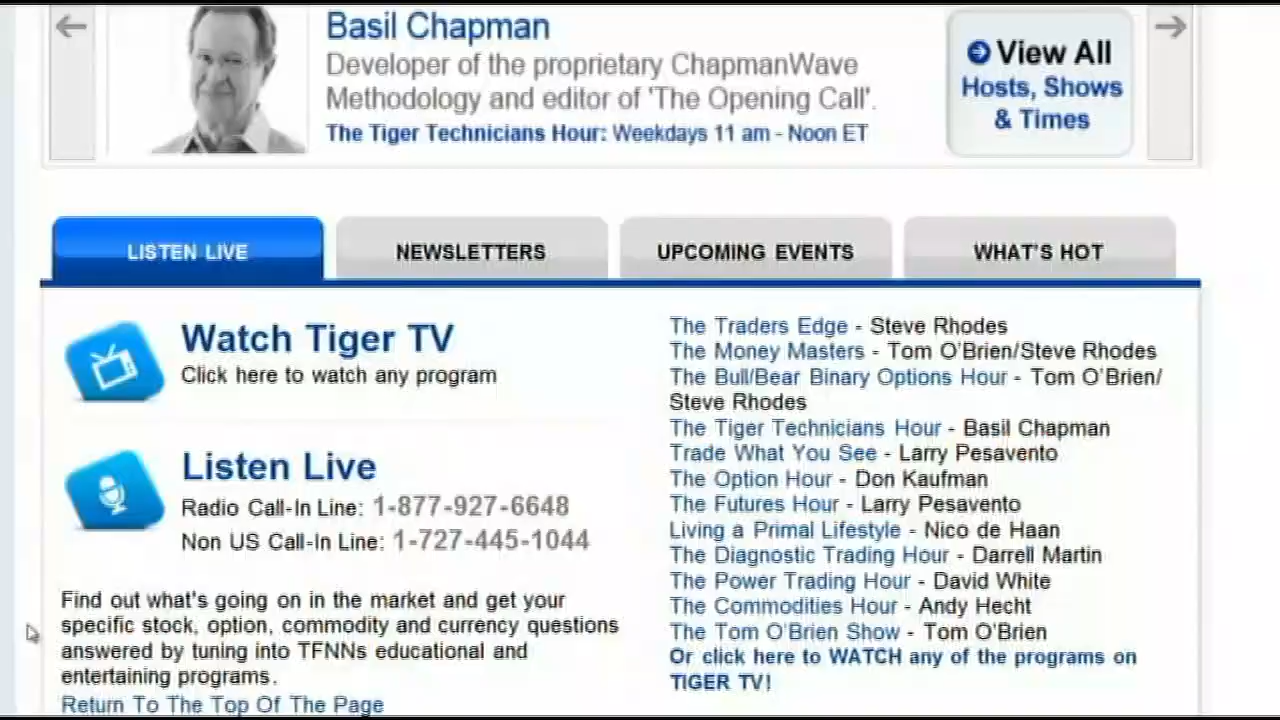 Basil Chapman
Developer of the proprietary ChapmanWave
Methodology and editor of 'The Opening Call'.
The Tiger Technicians Hour: Weekdays 11 am - Noon ET
View All
Hosts, Shows
& Times
LISTEN LIVE
NEWSLETTERS
UPCOMING EVENTS
WHAT'S HOT
Watch Tiger TV
Click here to watch any program
Listen Live
Radio Call-In Line: 1-877-927-6648
Non US Call-In Line: 1-727-445-1044
Find out what's going on in the market and get your
specific stock, option, commodity and currency questions
answered by tuning into TFNNs educational and
entertaining programs.
Return To The Top Of The Page
The Traders Edge - Steve Rhodes
The Money Masters - Tom O'Brien/Steve Rhodes
The Bull/Bear Binary Options Hour - Tom O'Brien/
Steve Rhodes
The Tiger Technicians Hour - Basil Chapman
Trade What You See - Larry Pesavento
The Option Hour - Don Kaufman
The Futures Hour - Larry Pesavento
Living a Primal Lifestyle - Nico de Haan
The Diagnostic Trading Hour - Darrell Martin
The Power Trading Hour - David White
The Commodities Hour - Andy Hecht
The Tom O'Brien Show - Tom O'Brien
Or click here to WATCH any of the programs on
TIGER TV!